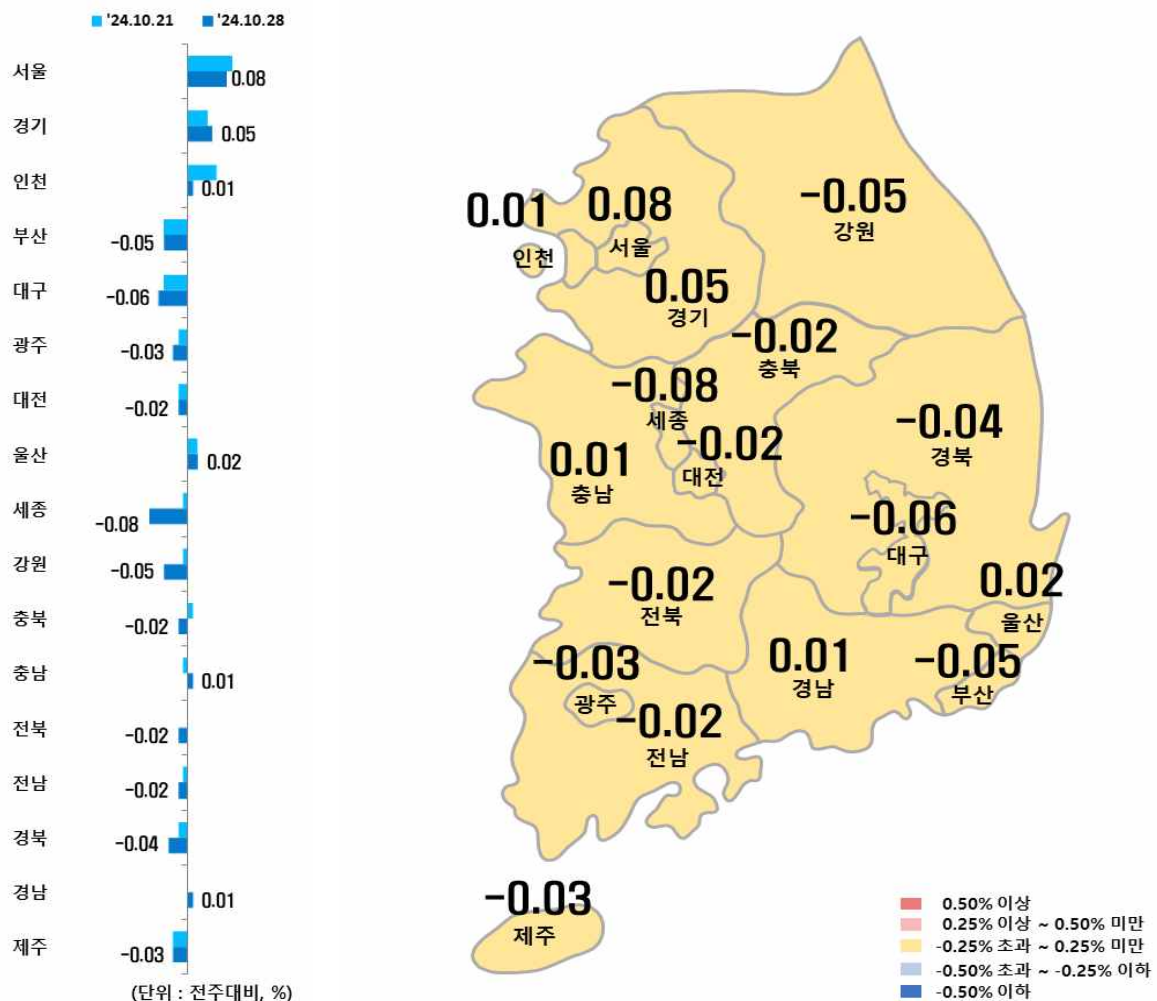 '24.10.21 '24.10.28
서울 0.08
경기 0.05
인천 0.01
부산 -0.05
대구 -0.06
광주 -0.03
대전 -0.02
울산 0.02
세종 -0.08
강원 -0.05
충북 -0.02
충남 0.01
전북 -0.02
전남 -0.02
경북 -0.04
경남 0.01
제주 -0.03
(단위 : 전주대비, %)
0.01
인천
0.08
서울
-0.05
강원
0.05
경기
-0.02
충북
-0.08
세종
-0.02
대전
0.01
충남
-0.04
경북
-0.06
대구
0.02
울산
-0.02
전북
-0.03
광주
-0.02
전남
0.01
경남
-0.05
부산
-0.03
제주
0.50% 이상
0.25% 이상 ~ 0.50% 미만
-0.25% 초과 ~ 0.25% 미만
-0.50% 초과 ~ -0.25% 이하
-0.50% 이하